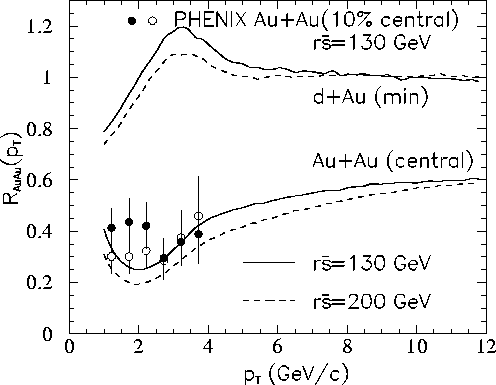 PHENIX Au+Au(10% central)
rs̅=130 GeV
d+Au (min)
Au+Au (central)
rs̅=130 GeV
rs̅=200 GeV
R_AuAu(p_T)
1.2
1
0.8
0.6
0.4
0.2
0
0 2 4 6 8 10 12
p_T (GeV/c)